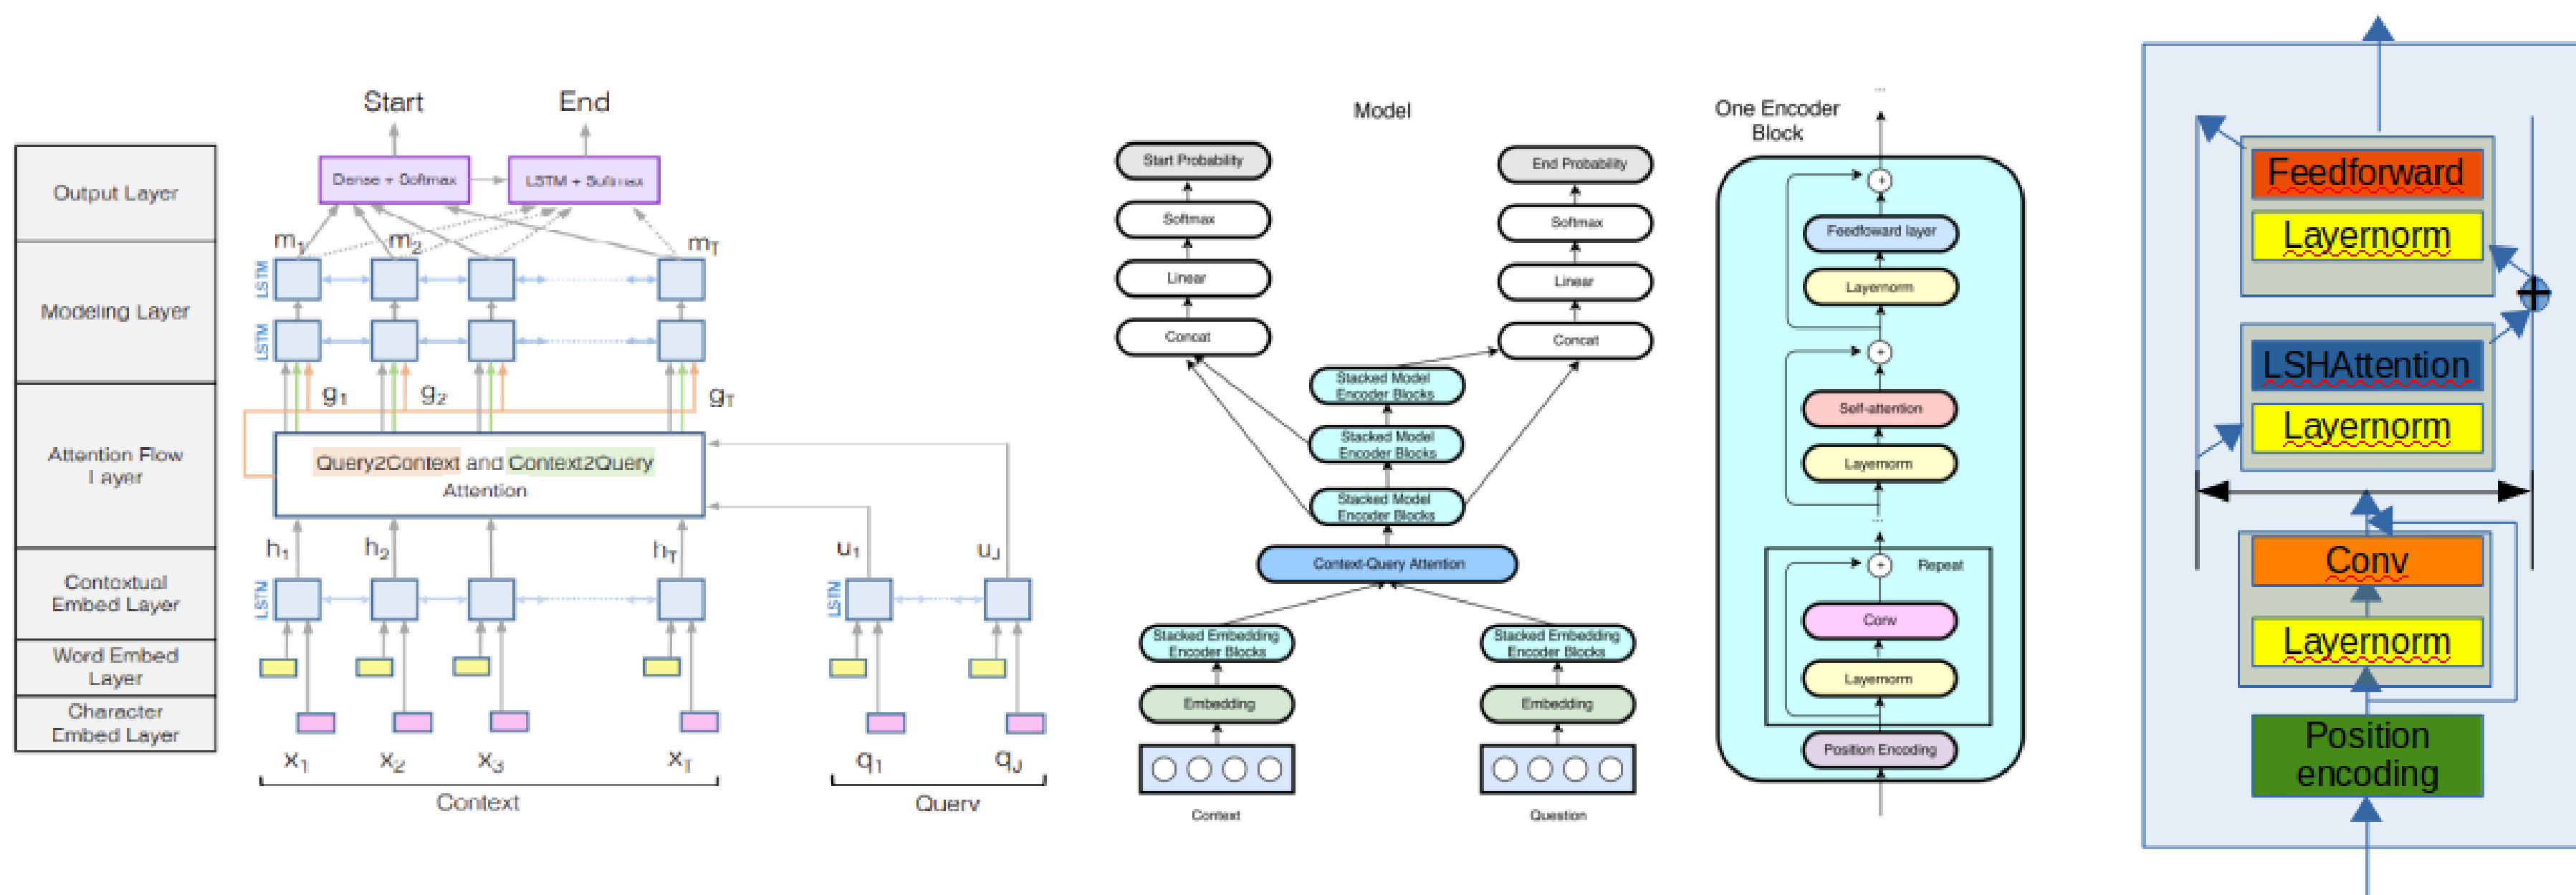 Start
End
Output Layer
Dense + Softmax
LSTM + Softmax
m1
m2
mT
LSTM
Modeling Layer
LSTM
g1
g2
gT
Attention Flow
Layer
Query2Context and Context2Query
Attention
h1
h2
hT
u1
uJ
Contextual
Embed Layer
LSTM
LSTM
Word Embed
Layer
Character
Embed Layer
x1
x2
x3
xT
q1
qJ
Context
Query
Model
Start Probability
End Probability
Softmax
Softmax
Linear
Linear
Concat
Concat
Stacked Model
Encoder Blocks
Stacked Model
Encoder Blocks
Stacked Model
Encoder Blocks
Context-Query Attention
Stacked Embedding
Encoder Blocks
Stacked Embedding
Encoder Blocks
Embedding
Embedding
Context
Question
One Encoder
Block
...
+
Feedfoward layer
Layernorm
+
Self-attention
Layernorm
...
+
Repeat
Conv
Layernorm
Position Encoding
Feedforward
Layernorm
+
LSHAttention
Layernorm
Conv
Layernorm
Position
encoding